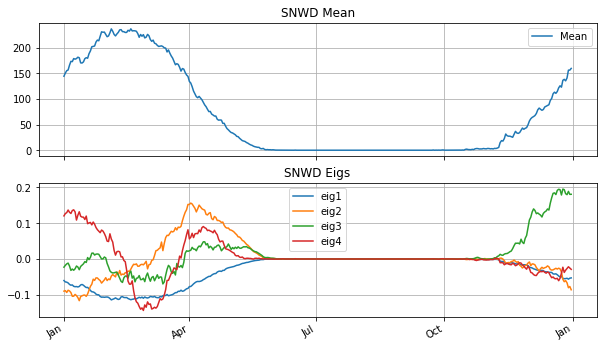 SNWD Mean
200
150
100
50
0
Mean
SNWD Eigs
0.2
0.1
0.0
−0.1
eig1
eig2
eig3
eig4
Jan
Apr
Jul
Oct
Jan